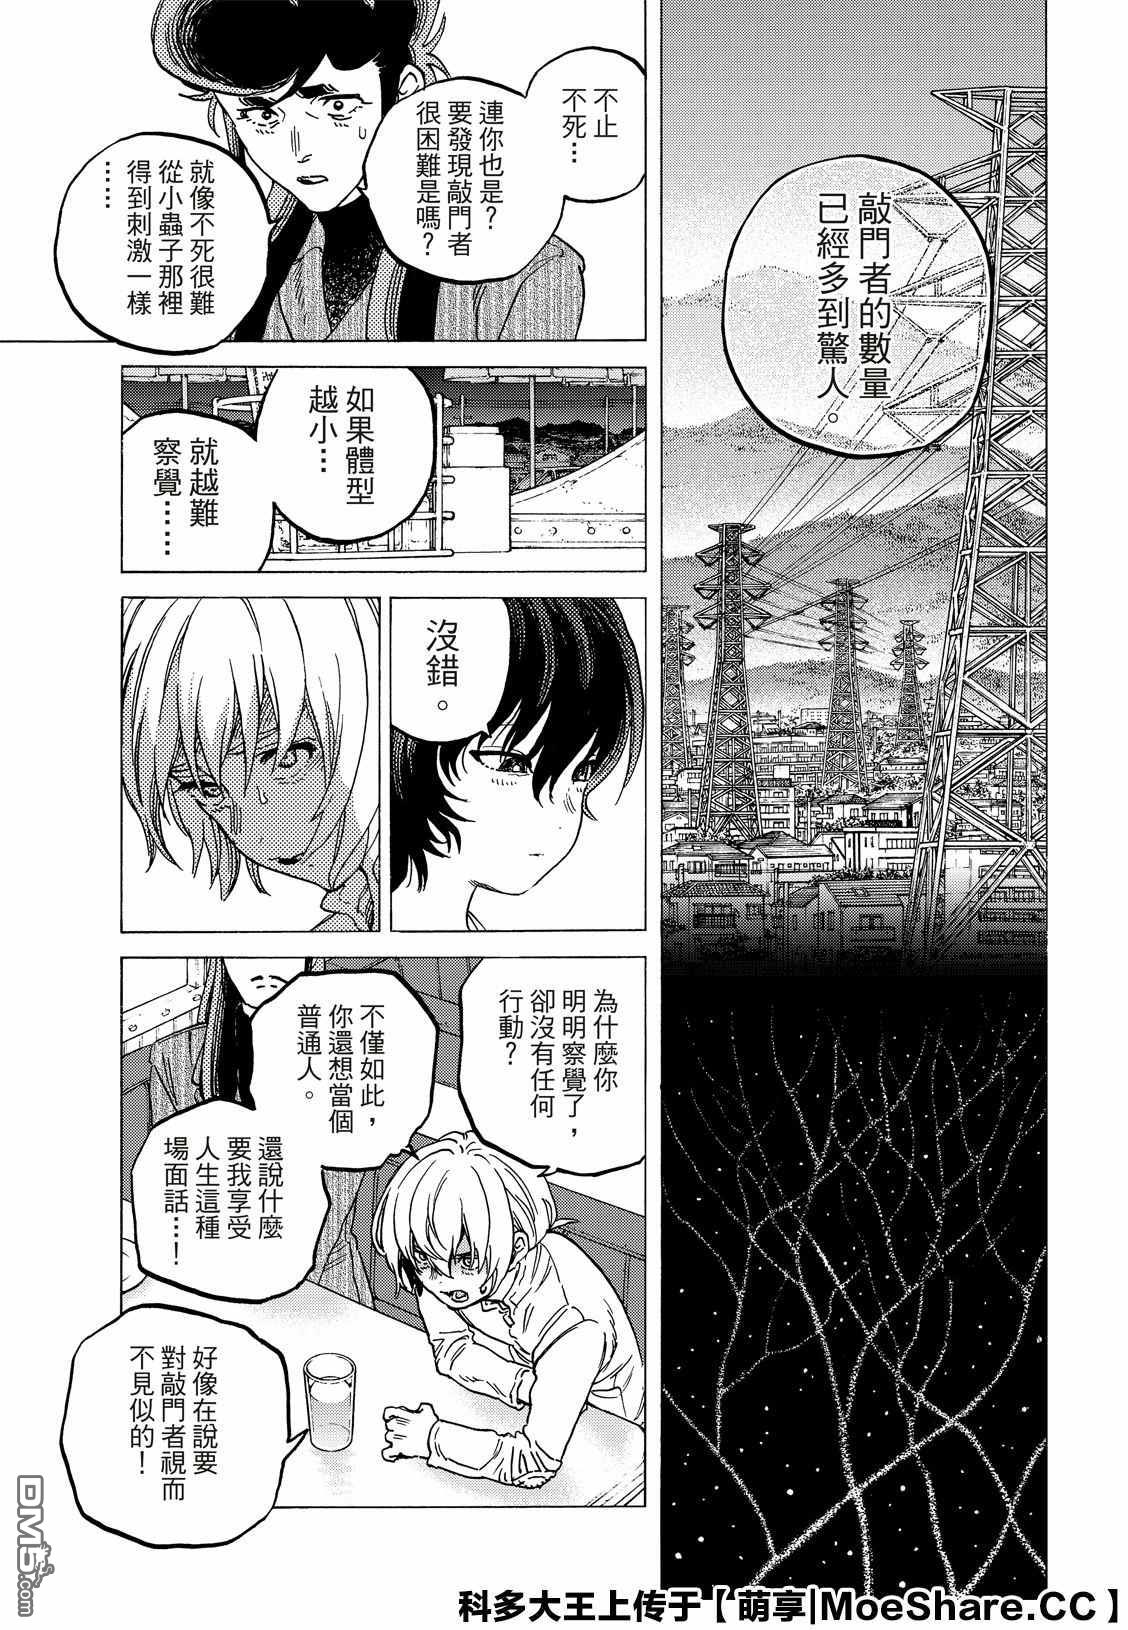 敲門者的數量
已經多到驚人。
不止
不死…
連你也是？
要發現敲門者
很困難是嗎？
就像不死很難
從小蟲子那裡
得到刺激一樣
……
如果體型
越小…
就越難
察覺……
沒錯。
為什麼你
明明察覺了，
卻沒有任何
行動？
不僅如此，
你還想當個
普通人。
還說什麼
要我享受
人生這種
場面話…！
好像在說要
對敲門者視而
不見似的！
DM5.com
科多大王上传于【萌享|MoeShare.CC】